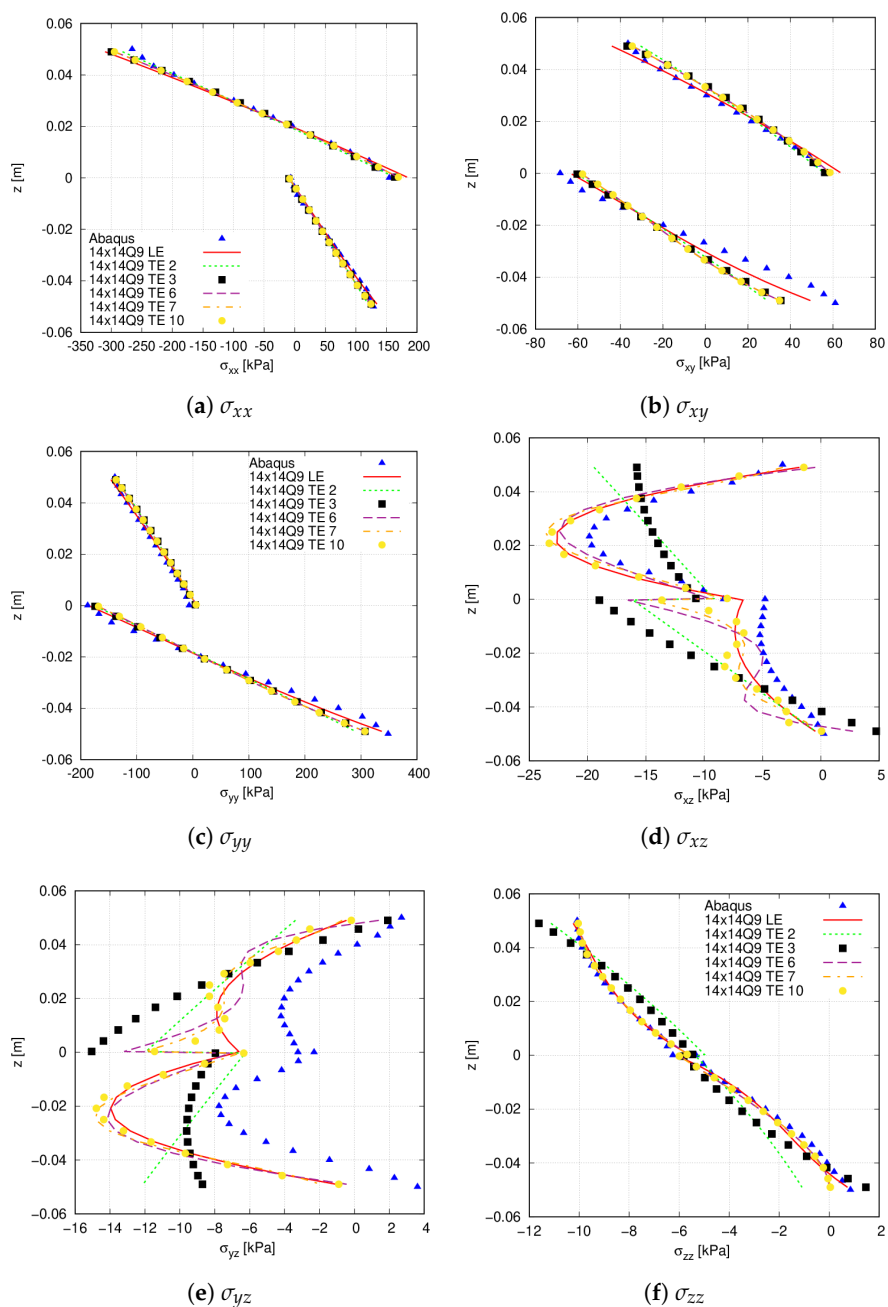 0.06
0.04
0.02
0
−0.02
−0.04
−0.06
z [m]
Abaqus
14x14Q9 LE
14x14Q9 TE 2
14x14Q9 TE 3
14x14Q9 TE 6
14x14Q9 TE 7
14x14Q9 TE 10
-350 -300 -250 -200 -150 -100 -50 0 50 100 150 200
σxx [kPa]
(a) σxx
0.06
0.04
0.02
0
−0.02
−0.04
−0.06
z [m]
−80 −60 −40 −20 0 20 40 60 80
σxy [kPa]
(b) σxy
0.06
0.04
0.02
0
−0.02
−0.04
−0.06
z [m]
Abaqus
14x14Q9 LE
14x14Q9 TE 2
14x14Q9 TE 3
14x14Q9 TE 6
14x14Q9 TE 7
14x14Q9 TE 10
−200 −100 0 100 200 300 400
σyy [kPa]
(c) σyy
0.06
0.04
0.02
0
−0.02
−0.04
−0.06
z [m]
−25 −20 −15 −10 −5 0 5
σxz [kPa]
(d) σxz
0.06
0.04
0.02
0
−0.02
−0.04
−0.06
z [m]
−16 −14 −12 −10 −8 −6 −4 −2 0 2 4
σyz [kPa]
(e) σyz
0.06
0.04
0.02
0
−0.02
−0.04
−0.06
z [m]
Abaqus
14x14Q9 LE
14x14Q9 TE 2
14x14Q9 TE 3
14x14Q9 TE 6
14x14Q9 TE 7
14x14Q9 TE 10
−12 −10 −8 −6 −4 −2 0 2
σzz [kPa]
(f) σzz